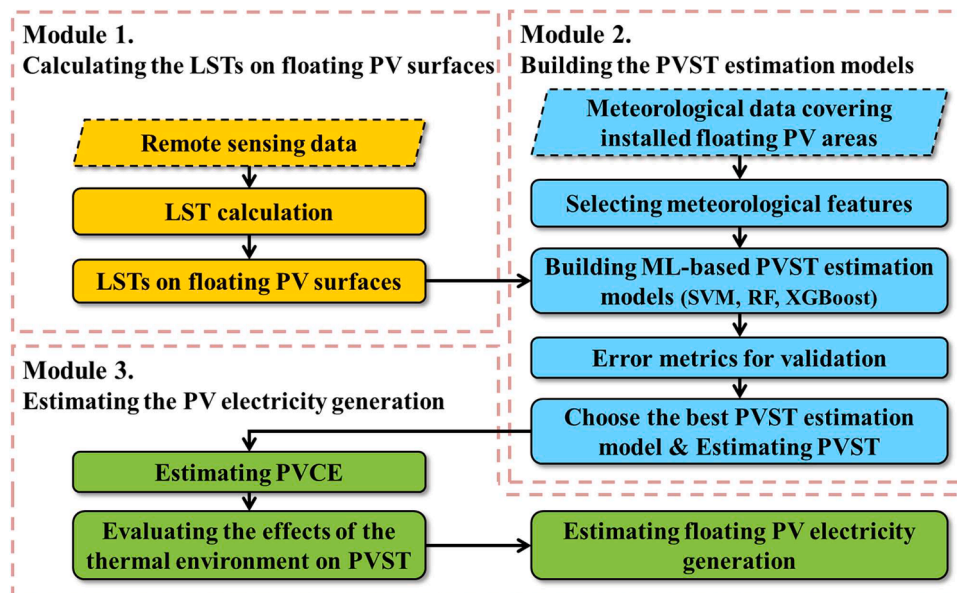 Module 1.
Calculating the LSTs on floating PV surfaces
Remote sensing data
LST calculation
LSTs on floating PV surfaces
Module 2.
Building the PVST estimation models
Meteorological data covering
installed floating PV areas
Selecting meteorological features
Building ML-based PVST estimation
models (SVM, RF, XGBoost)
Error metrics for validation
Choose the best PVST estimation
model & Estimating PVST
Module 3.
Estimating the PV electricity generation
Estimating PVCE
Evaluating the effects of the
thermal environment on PVST
Estimating floating PV electricity
generation